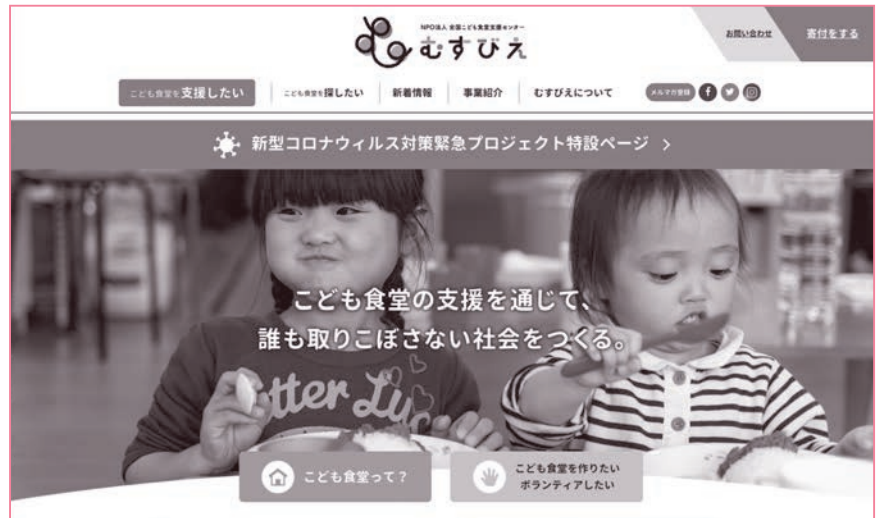 NPO法人 全国こども食堂支援センター
むすびえ
お問い合わせ
寄付をする
こども食堂を支援したい
こども食堂を探したい
新着情報
事業紹介
むすびえについて
メルマガ登録
新型コロナウィルス対策緊急プロジェクト特設ページ >
こども食堂の支援を通じて、
誰も取りこぼさない社会をつくる。
tter Luc
こども食堂って？
こども食堂を作りたい
ボランティアしたい